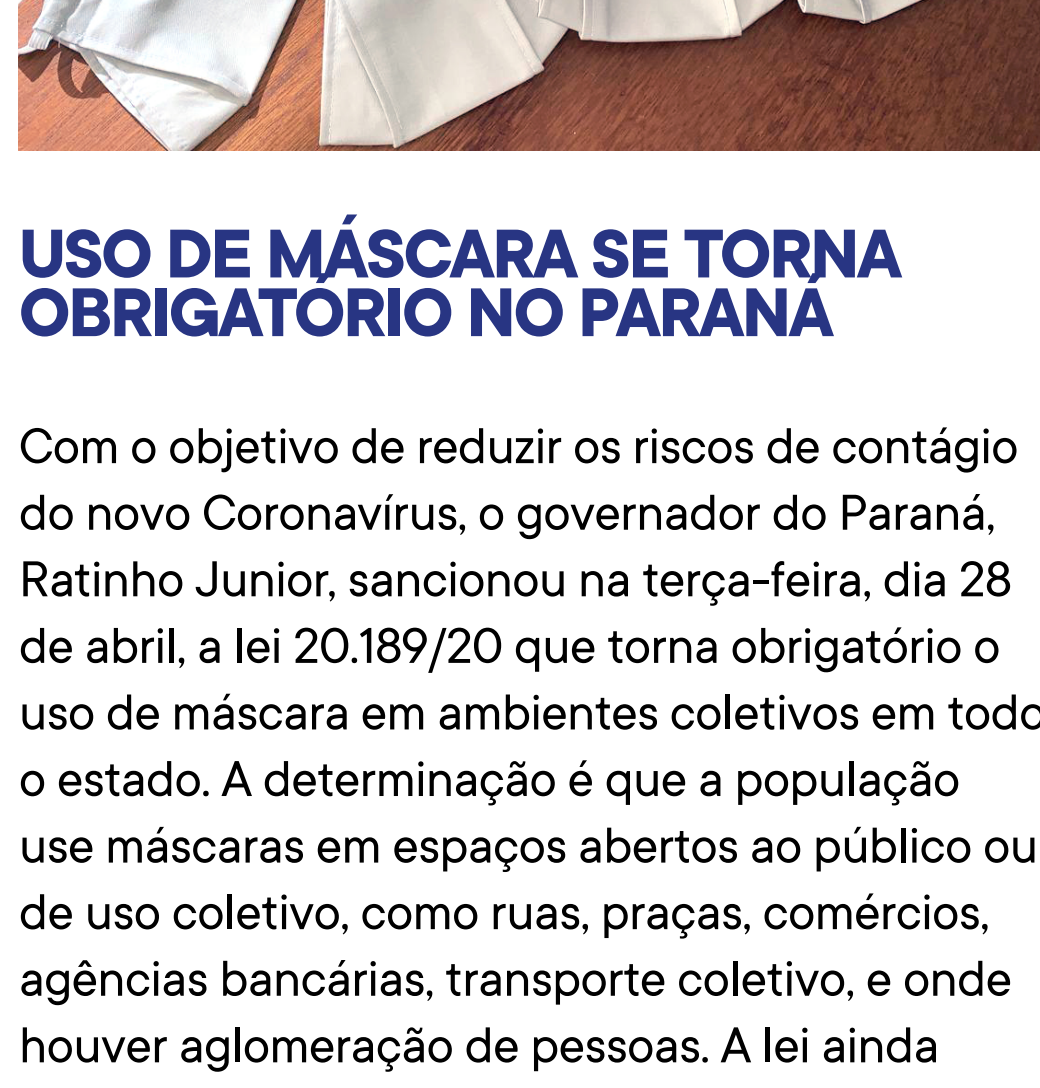 USO DE MÁSCARA SE TORNA
OBRIGATÓRIO NO PARANÁ
Com o objetivo de reduzir os riscos de contágio
do novo Coronavírus, o governador do Paraná,
Ratinho Junior, sancionou na terça-feira, dia 28
de abril, a lei 20.189/20 que torna obrigatório o
uso de máscara em ambientes coletivos em todo
o estado. A determinação é que a população
use máscaras em espaços abertos ao público ou
de uso coletivo, como ruas, praças, comércios,
agências bancárias, transporte coletivo, e onde
houver aglomeração de pessoas. A lei ainda